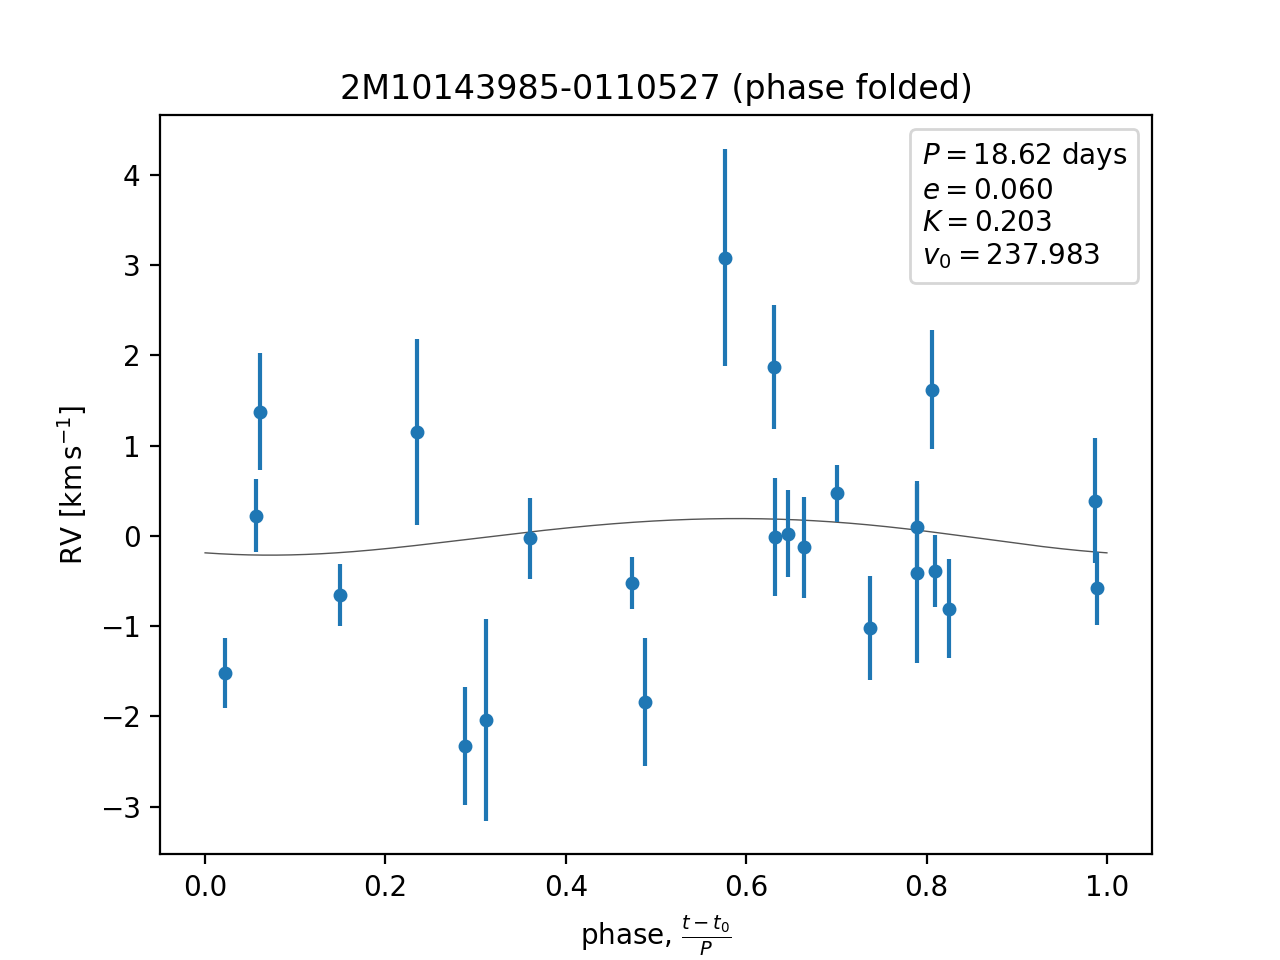 2M10143985-0110527 (phase folded)
P = 18.62 days
e = 0.060
K = 0.203
v₀ = 237.983
4
3
2
1
0
−1
−2
−3
RV [km s⁻¹]
0.0 0.2 0.4 0.6 0.8 1.0
phase, (t − t₀)/P